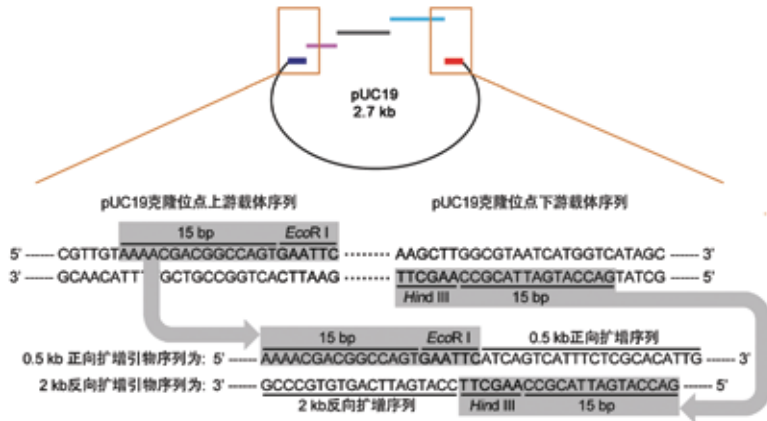 pUC19
2.7 kb
pUC19克隆位点上游载体序列 pUC19克隆位点下游载体序列
15 bp EcoR I
5' ------ CGTTGTAAAACGACGGCCAGTGAATTC ········ AAGCTTGGCGTAATCATGGTCATAGC ------ 3'
3' ------ GCAACATTT GCTGCCGGTCACTTAAG ········ TTCGAACCGCATTAGTACCAGTATCG ------ 5'
Hind III 15 bp
15 bp EcoR I 0.5 kb正向扩增序列
0.5 kb 正向扩增引物序列为: 5' ------ AAAACGACGGCCAGTGAATTCATCAGTCATTTCTCGCACATTG ------ 3'
2 kb反向扩增引物序列为: 3' ------ GCCCGTGTGACTTAGTACCTTCGAACCGCATTAGTACCAG ------ 5'
2 kb反向扩增序列 Hind III 15 bp